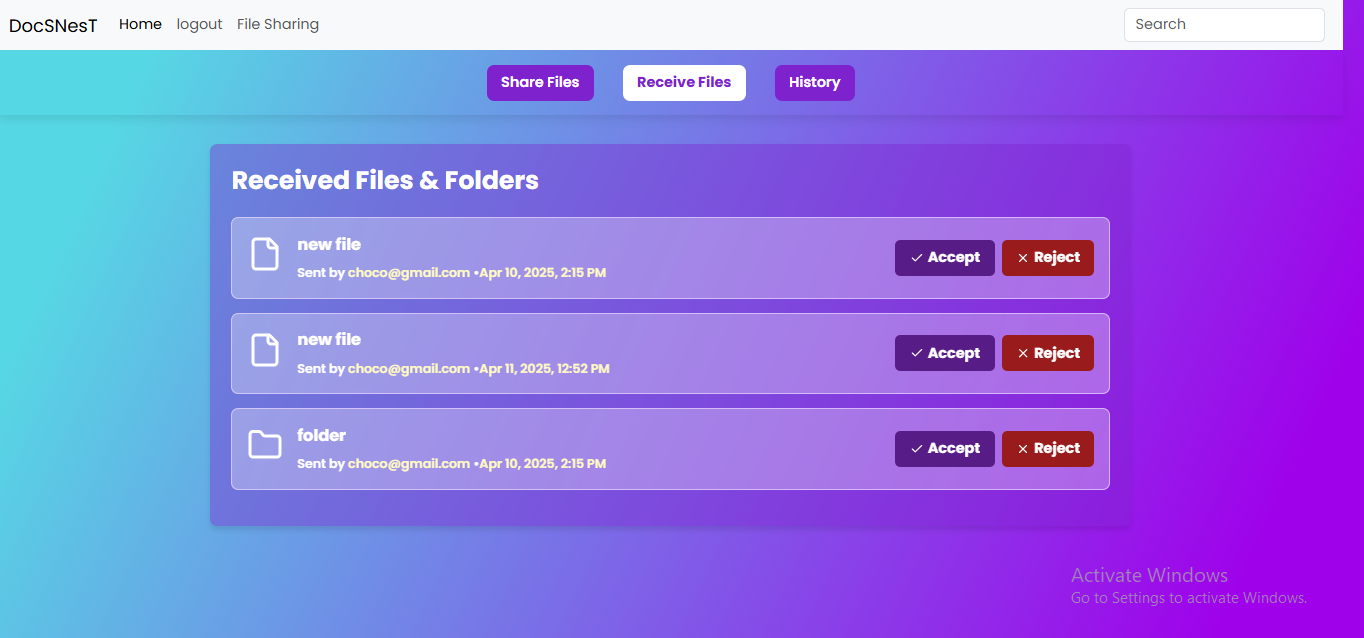 DocSNesT Home logout File Sharing Search
Share Files Receive Files History
Received Files & Folders
new file
Sent by choco@gmail.com •Apr 10, 2025, 2:15 PM
Accept Reject
new file
Sent by choco@gmail.com •Apr 11, 2025, 12:52 PM
Accept Reject
folder
Sent by choco@gmail.com •Apr 10, 2025, 2:15 PM
Accept Reject
Activate Windows
Go to Settings to activate Windows.